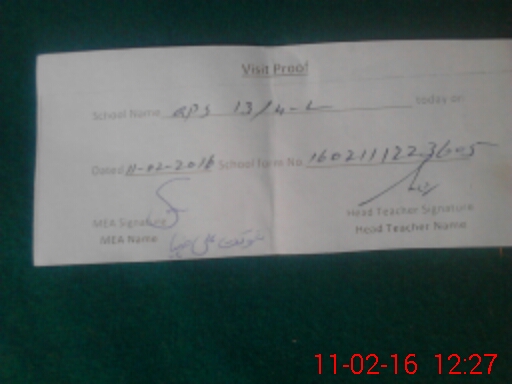 Visit Proof
School Name GPS 13/4-L today on
Dated 11-02-2016 School form No 1602111223605
MEA Signature Head Teacher Signature
MEA Name Head Teacher Name
11-02-16 12:27